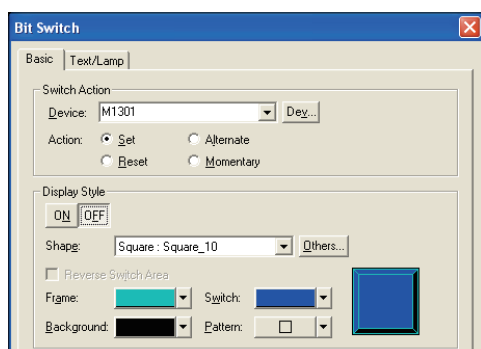 Bit Switch
Basic Text/Lamp
Switch Action
Device: M1301 Dev...
Action: Set Alternate
Reset Momentary
Display Style
ON OFF
Shape: Square : Square_10 Others...
Reverse Switch Area
Frame: Switch:
Background: Pattern: